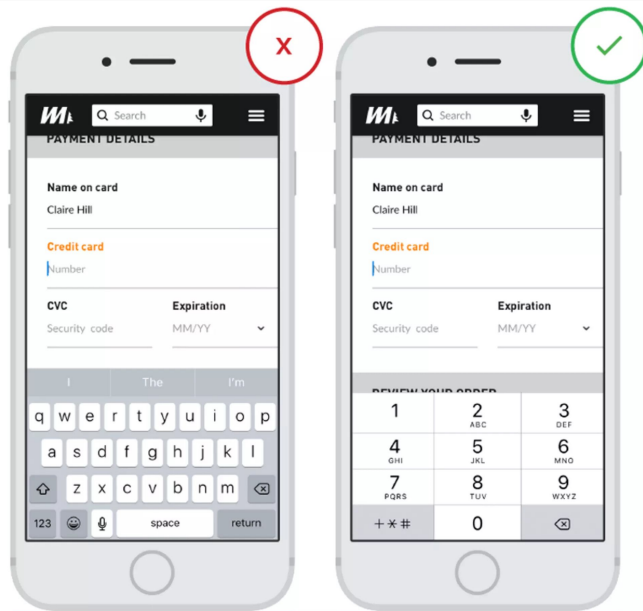 X
Search
PAYMENT DETAILS
Name on card
Claire Hill
Credit card
Number
CVC Expiration
Security code MM/YY
I The I'm
q w e r t y u i o p
a s d f g h j k l
z x c v b n m
123 space return
Search
PAYMENT DETAILS
Name on card
Claire Hill
Credit card
Number
CVC Expiration
Security code MM/YY
REVIEW YOUR ORDER
1 2 3
ABC DEF
4 5 6
GHI JKL MNO
7 8 9
PQRS TUV WXYZ
+*# 0